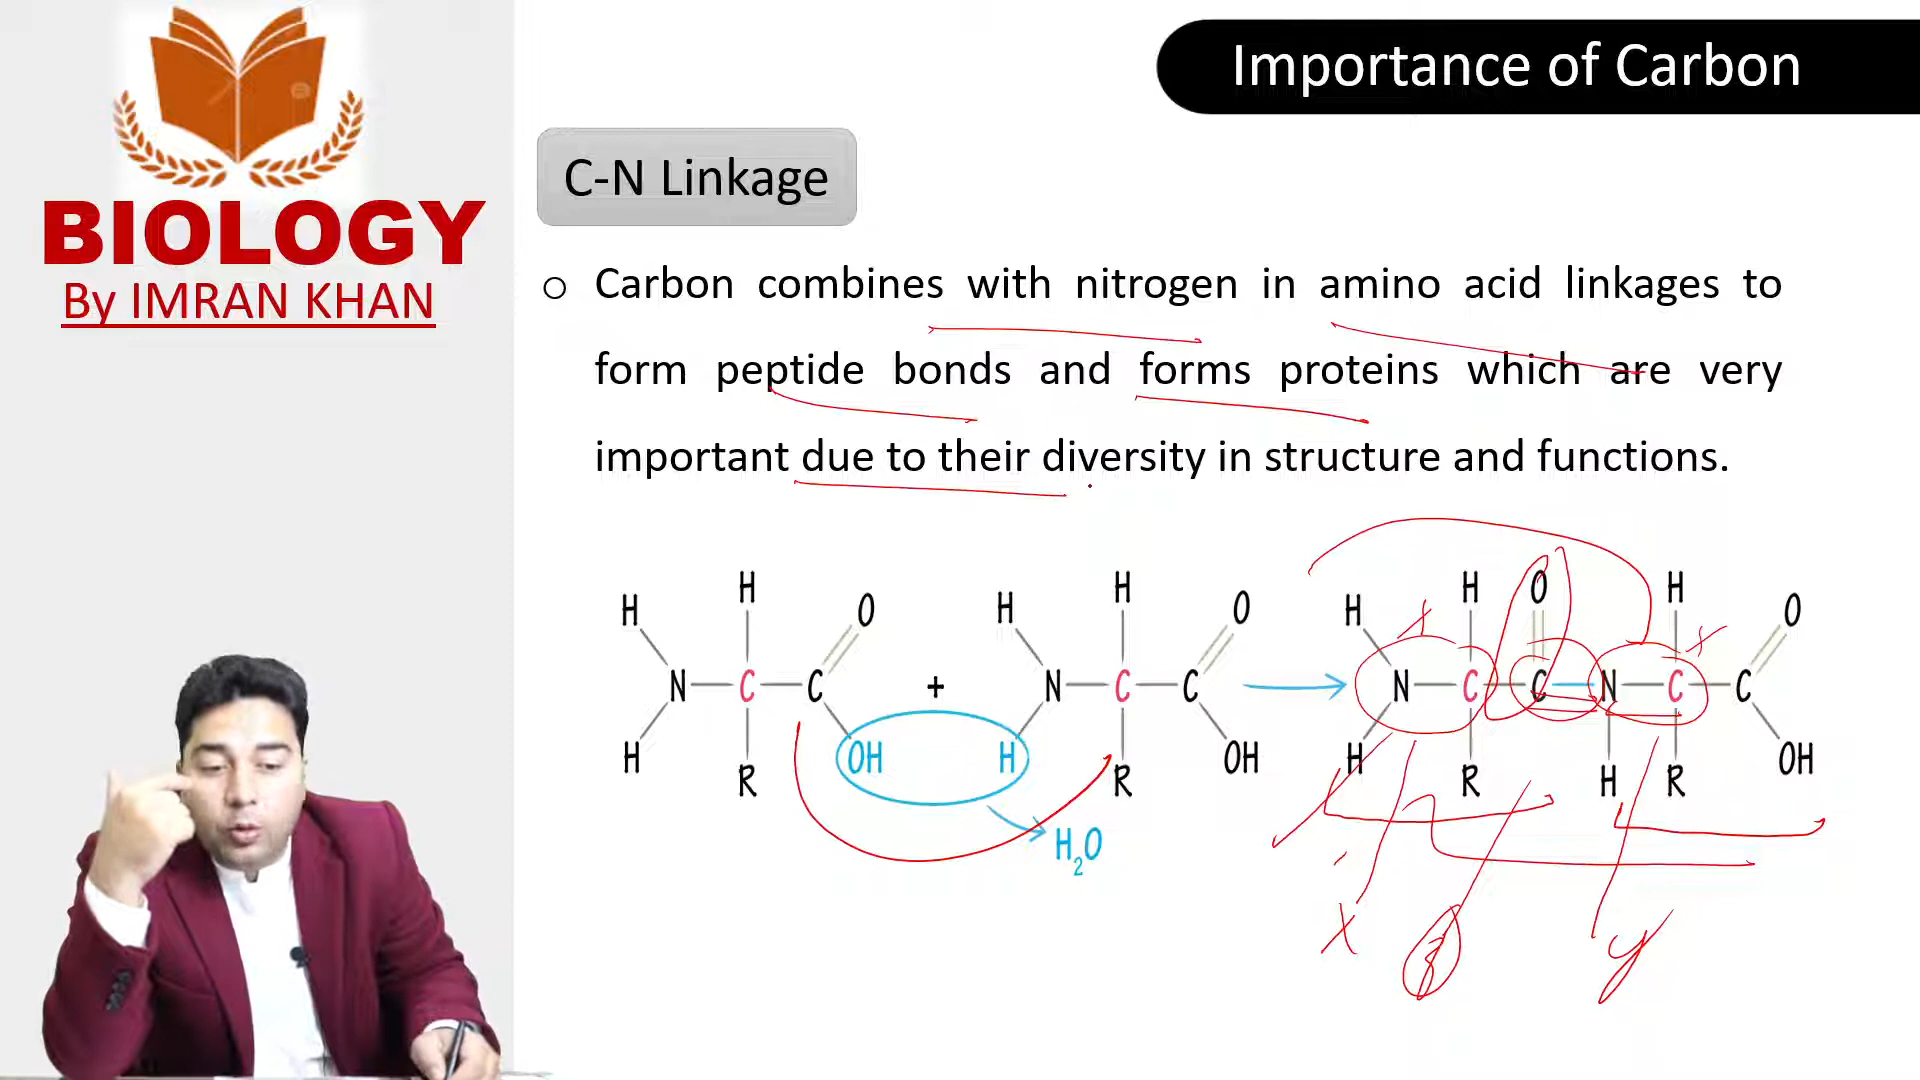 Importance of Carbon
BIOLOGY
By IMRAN KHAN
C-N Linkage
Carbon combines with nitrogen in amino acid linkages to
form peptide bonds and forms proteins which are very
important due to their diversity in structure and functions.
H H O H H O H H O H H O
N C C + N C C N C C N C C
H R OH H R OH H R H R OH
H₂O
x y